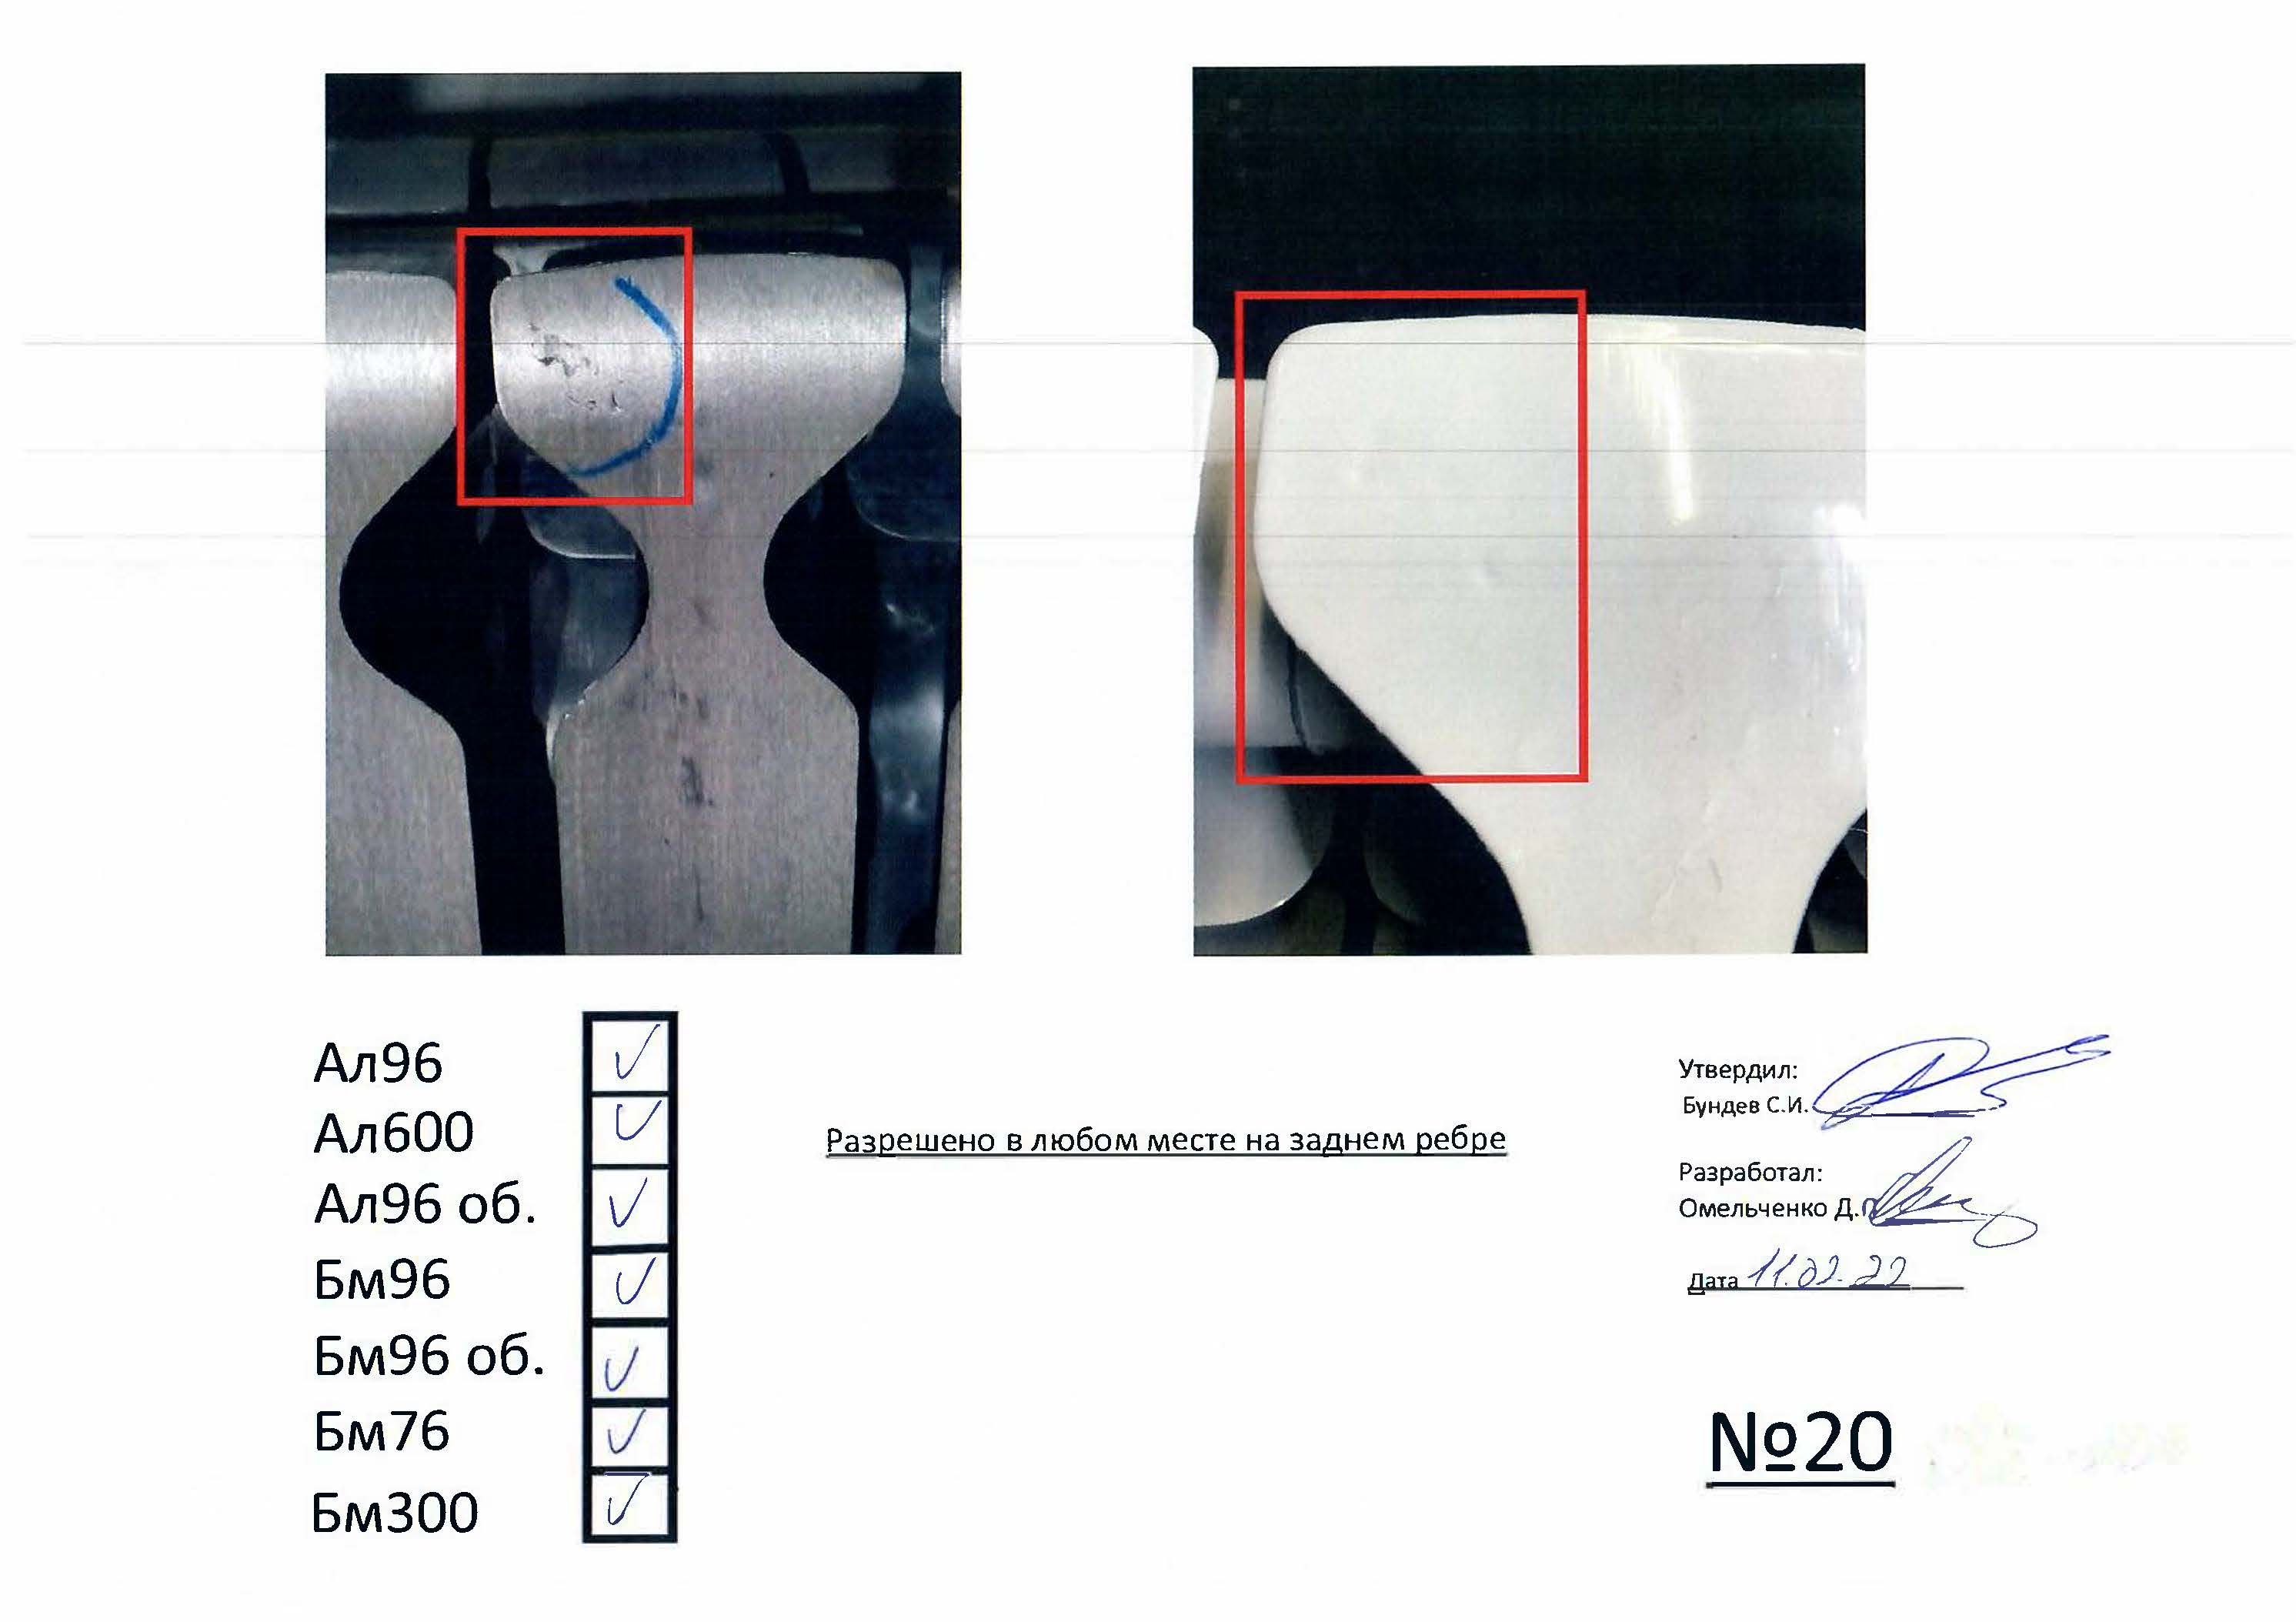 Ал96
Ал600
Ал96 об.
Бм96
Бм96 об.
Бм76
Бм300
Разрешено в любом месте на заднем ребре
Утвердил:
Бундев С.И.
Разработал:
Омельченко Д.
Дата 11.02.22
№20